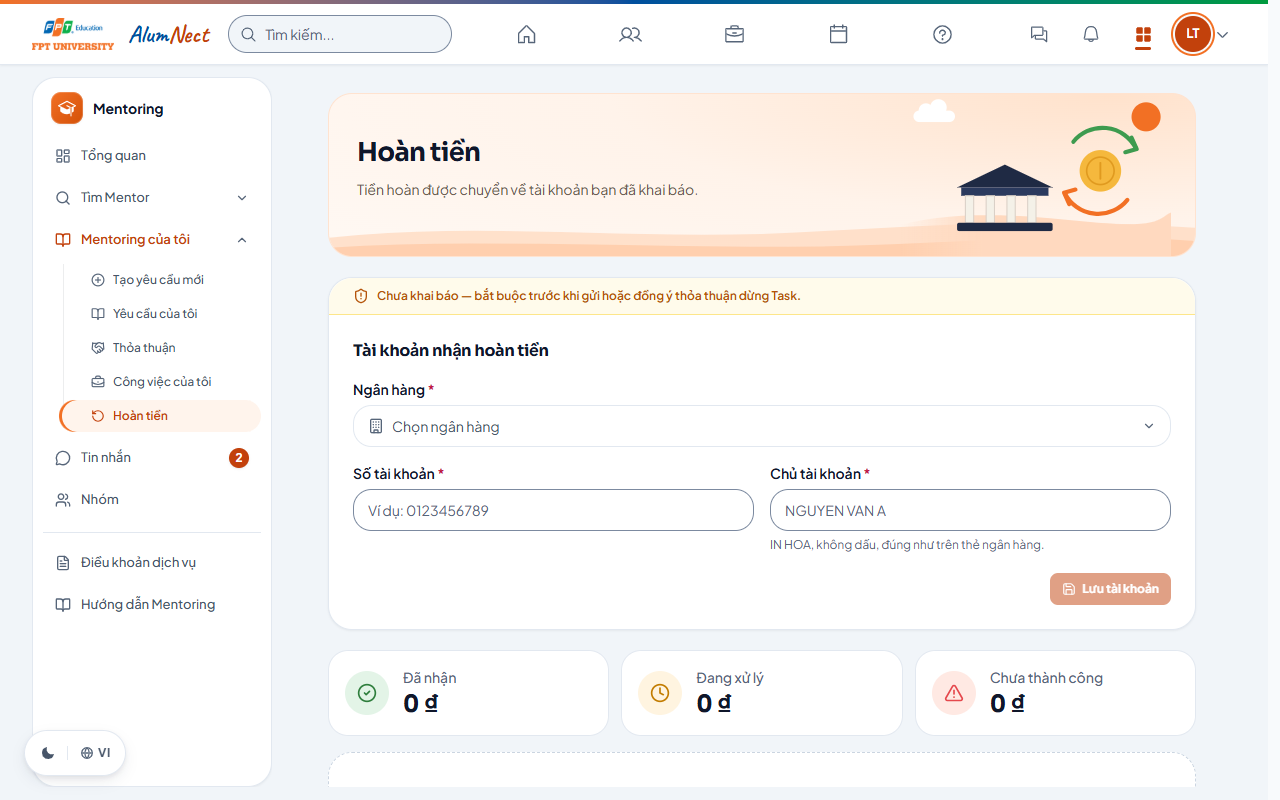 FPT Education
FPT UNIVERSITY
AlumNect
Tìm kiếm...
LT
Mentoring
Tổng quan
Tìm Mentor
Mentoring của tôi
Tạo yêu cầu mới
Yêu cầu của tôi
Thỏa thuận
Công việc của tôi
Hoàn tiền
Tin nhắn
2
Nhóm
Điều khoản dịch vụ
Hướng dẫn Mentoring
VI
Hoàn tiền
Tiền hoàn được chuyển về tài khoản bạn đã khai báo.
Chưa khai báo — bắt buộc trước khi gửi hoặc đồng ý thỏa thuận dừng Task.
Tài khoản nhận hoàn tiền
Ngân hàng *
Chọn ngân hàng
Số tài khoản *
Ví dụ: 0123456789
Chủ tài khoản *
NGUYEN VAN A
IN HOA, không dấu, đúng như trên thẻ ngân hàng.
Lưu tài khoản
Đã nhận
0 ₫
Đang xử lý
0 ₫
Chưa thành công
0 ₫